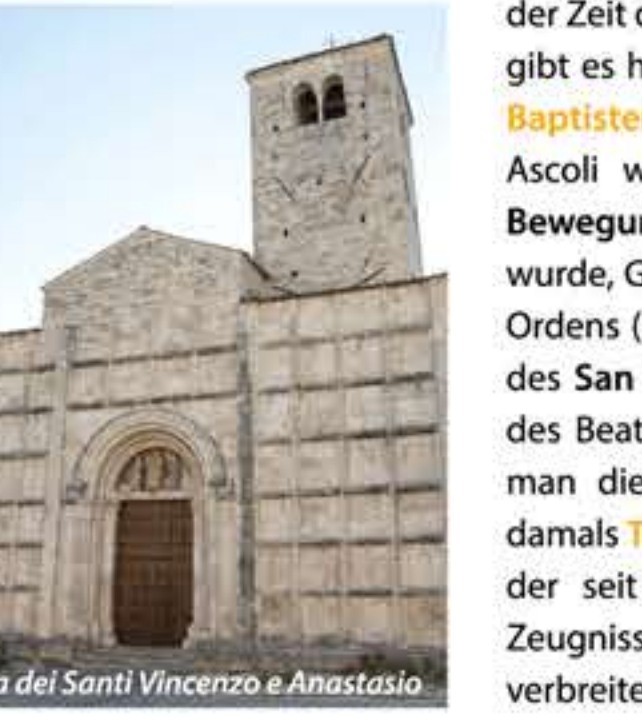 der Zeit
gibt es
Baptiste
Ascoli
Bewegu
wurde,
Ordens (
des San
des Beat
man die
damals
der seit
Zeugniss
verbreite
a dei Santi Vincenzo e Anastasio